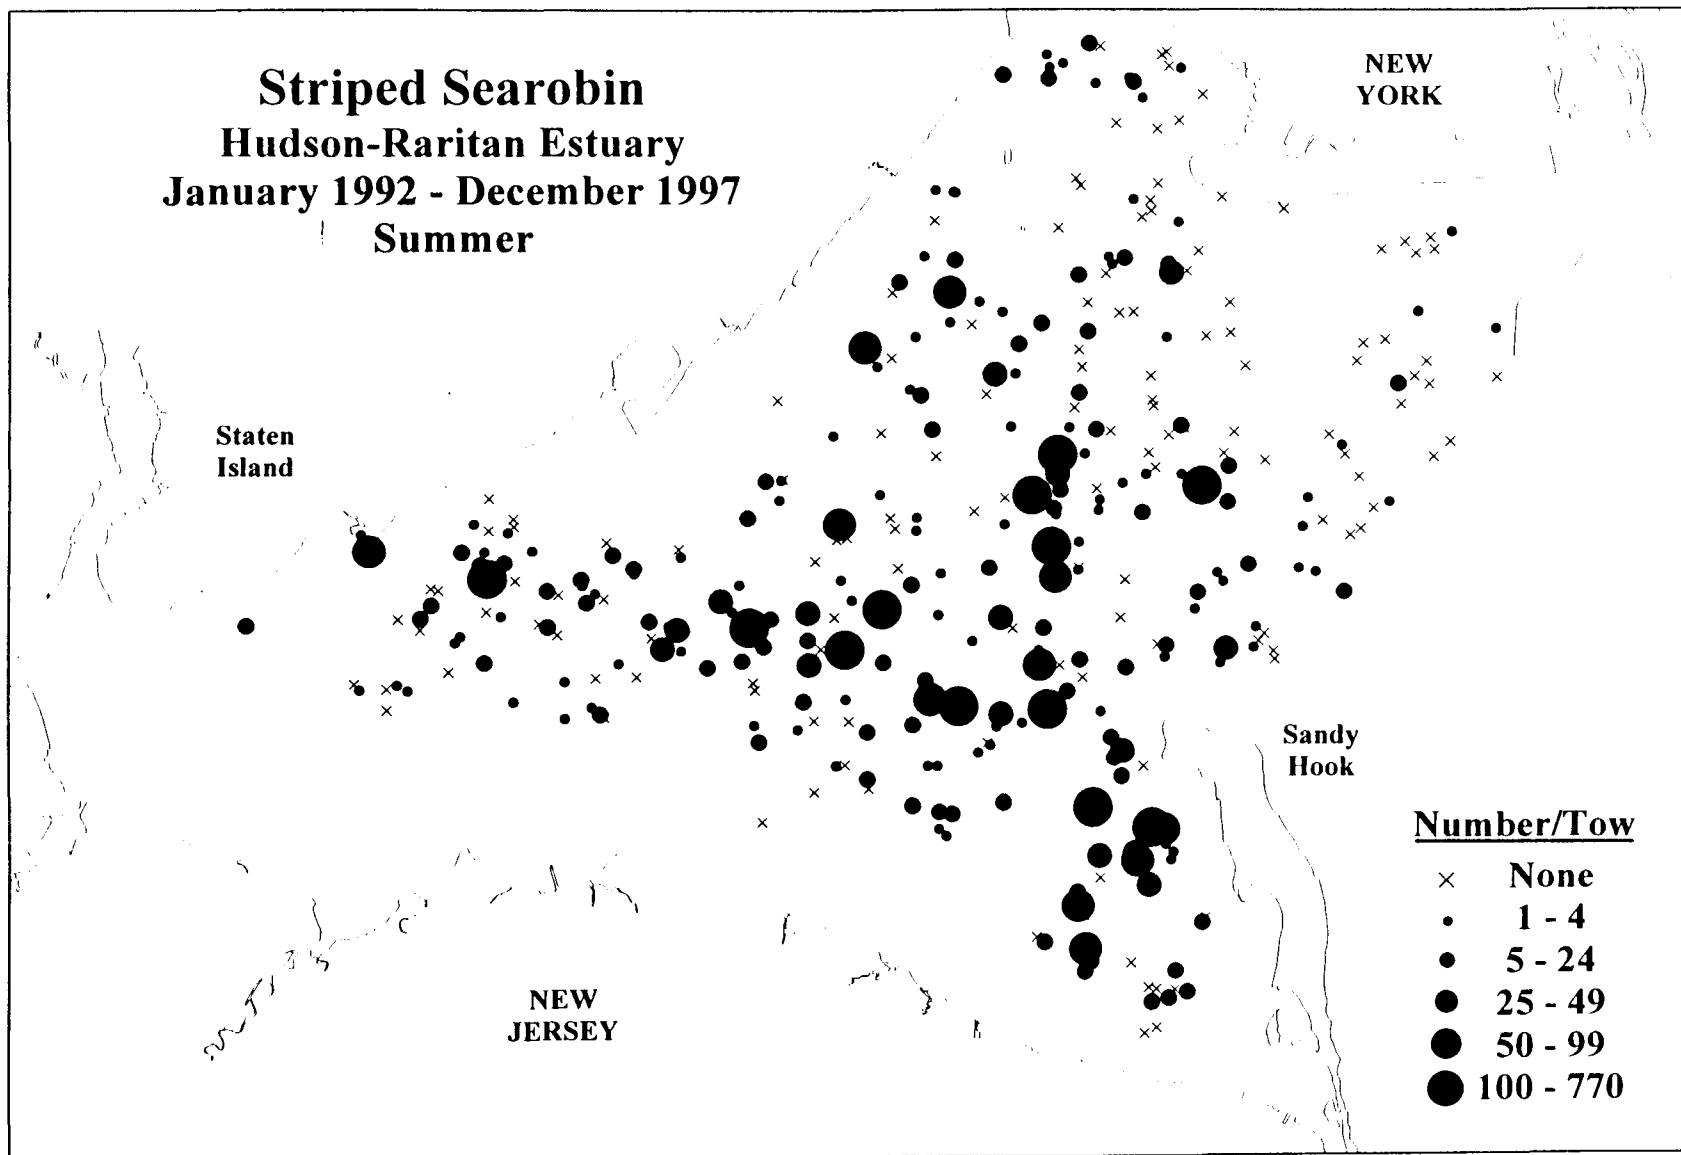 Striped Searobin
Hudson-Raritan Estuary
January 1992 - December 1997
Summer
NEW
YORK
Staten
Island
Sandy
Hook
NEW
JERSEY
Number/Tow
None
1 - 4
5 - 24
25 - 49
50 - 99
100 - 770